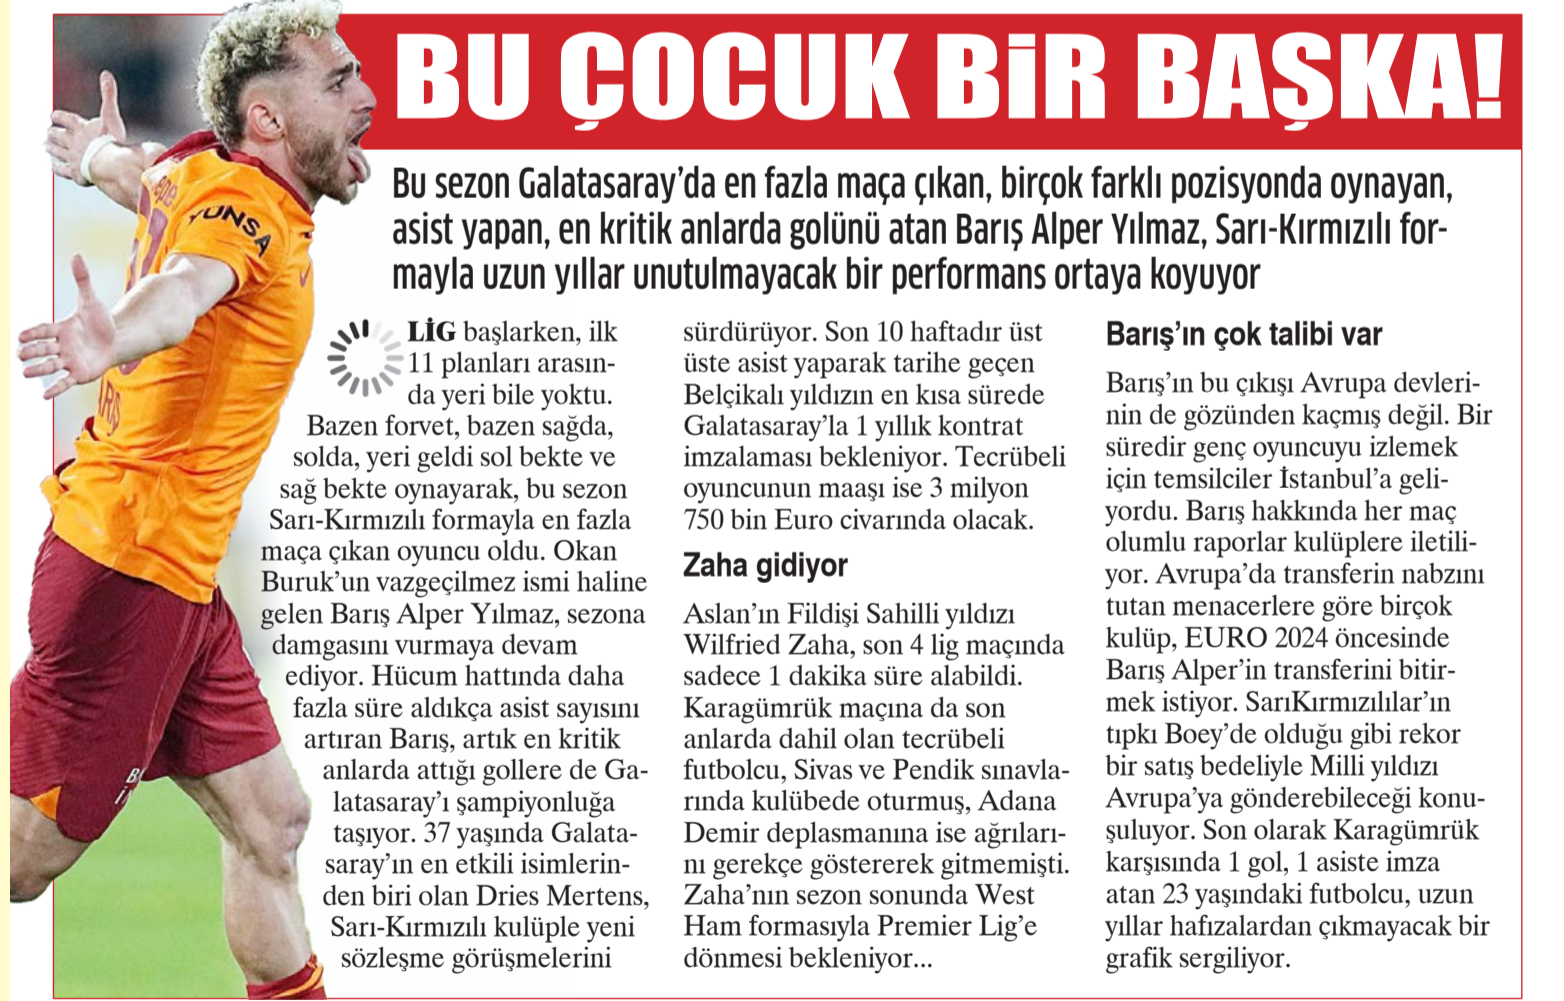 BU ÇOCUK BİR BAŞKA!
Bu sezon Galatasaray’da en fazla maça çıkan, birçok farklı pozisyonda oynayan,
asist yapan, en kritik anlarda golünü atan Barış Alper Yılmaz, Sarı-Kırmızılı for-
mayla uzun yıllar unutulmayacak bir performans ortaya koyuyor
YUNSA
LİG başlarken, ilk
11 planları arasın-
da yeri bile yoktu.
Bazen forvet, bazen sağda,
solda, yeri geldi sol bekte ve
sağ bekte oynayarak, bu sezon
Sarı-Kırmızılı formayla en fazla
maça çıkan oyuncu oldu. Okan
Buruk’un vazgeçilmez ismi haline
gelen Barış Alper Yılmaz, sezona
damgasını vurmaya devam
ediyor. Hücum hattında daha
fazla süre aldıkça asist sayısını
artıran Barış, artık en kritik
anlarda attığı gollere de Ga-
latasaray’ı şampiyonluğa
taşıyor. 37 yaşında Galata-
saray’ın en etkili isimlerin-
den biri olan Dries Mertens,
Sarı-Kırmızılı kulüple yeni
sözleşme görüşmelerini
sürdürüyor. Son 10 haftadır üst
üste asist yaparak tarihe geçen
Belçikalı yıldızın en kısa sürede
Galatasaray’la 1 yıllık kontrat
imzalaması bekleniyor. Tecrübeli
oyuncunun maaşı ise 3 milyon
750 bin Euro civarında olacak.
Zaha gidiyor
Aslan’ın Fildişi Sahilli yıldızı
Wilfried Zaha, son 4 lig maçında
sadece 1 dakika süre alabildi.
Karagümrük maçına da son
anlarda dahil olan tecrübeli
futbolcu, Sivas ve Pendik sınavla-
rında kulübede oturmuş, Adana
Demir deplasmanına ise ağrıları-
nı gerekçe göstererek gitmemişti.
Zaha’nın sezon sonunda West
Ham formasıyla Premier Lig’e
dönmesi bekleniyor...
Barış’ın çok talibi var
Barış’ın bu çıkışı Avrupa devleri-
nin de gözünden kaçmış değil. Bir
süredir genç oyuncuyu izlemek
için temsilciler İstanbul’a geli-
yordu. Barış hakkında her maç
olumlu raporlar kulüplere iletili-
yor. Avrupa’da transferin nabzını
tutan menacerlere göre birçok
kulüp, EURO 2024 öncesinde
Barış Alper’in transferini bitir-
mek istiyor. SarıKırmızılılar’ın
tıpkı Boey’de olduğu gibi rekor
bir satış bedeliyle Milli yıldızı
Avrupa’ya gönderebileceği konu-
şuluyor. Son olarak Karagümrük
karşısında 1 gol, 1 asiste imza
atan 23 yaşındaki futbolcu, uzun
yıllar hafızalardan çıkmayacak bir
grafik sergiliyor.